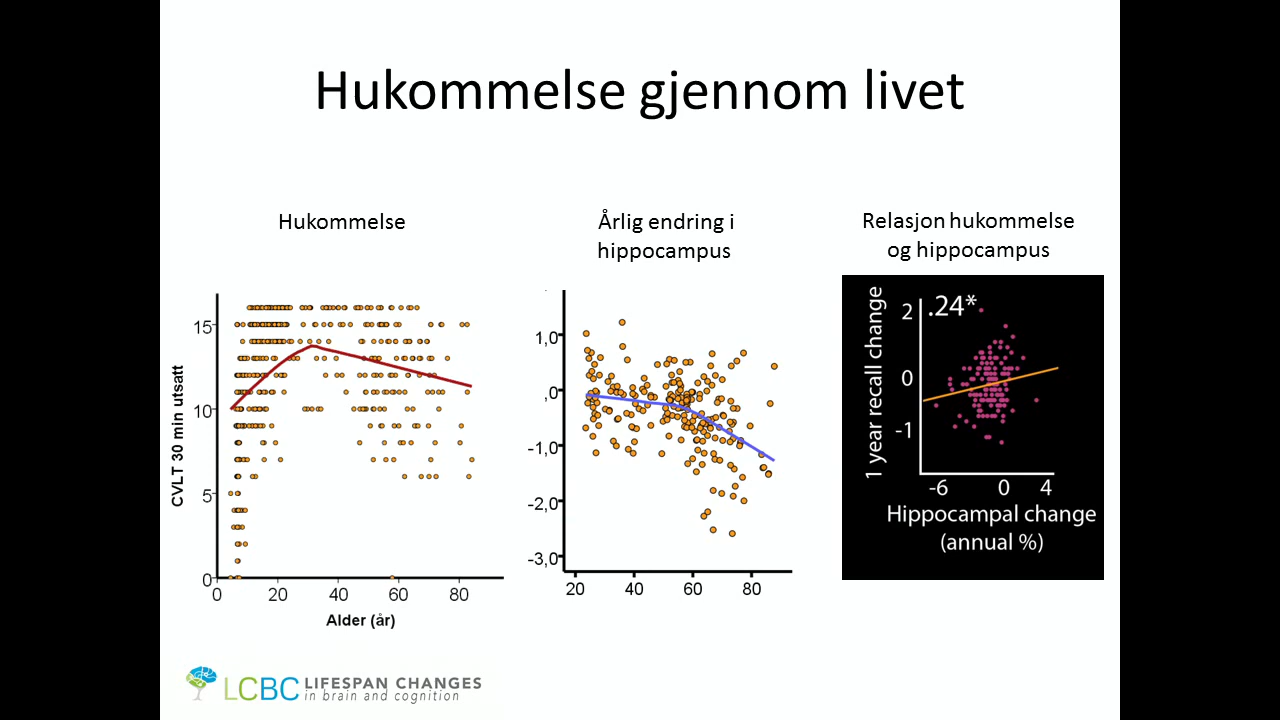 Hukommelse gjennom livet
Hukommelse
CVLT 30 min utsatt
15
10
5
0
0 20 40 60 80
Alder (år)
Årlig endring i
hippocampus
1,0
,0
-1,0
-2,0
-3,0
20 40 60 80
Relasjon hukommelse
og hippocampus
.24*
1 year recall change
2
0
-1
-6 0 4
Hippocampal change
(annual %)
LCBC LIFESPAN CHANGES
in brain and cognition